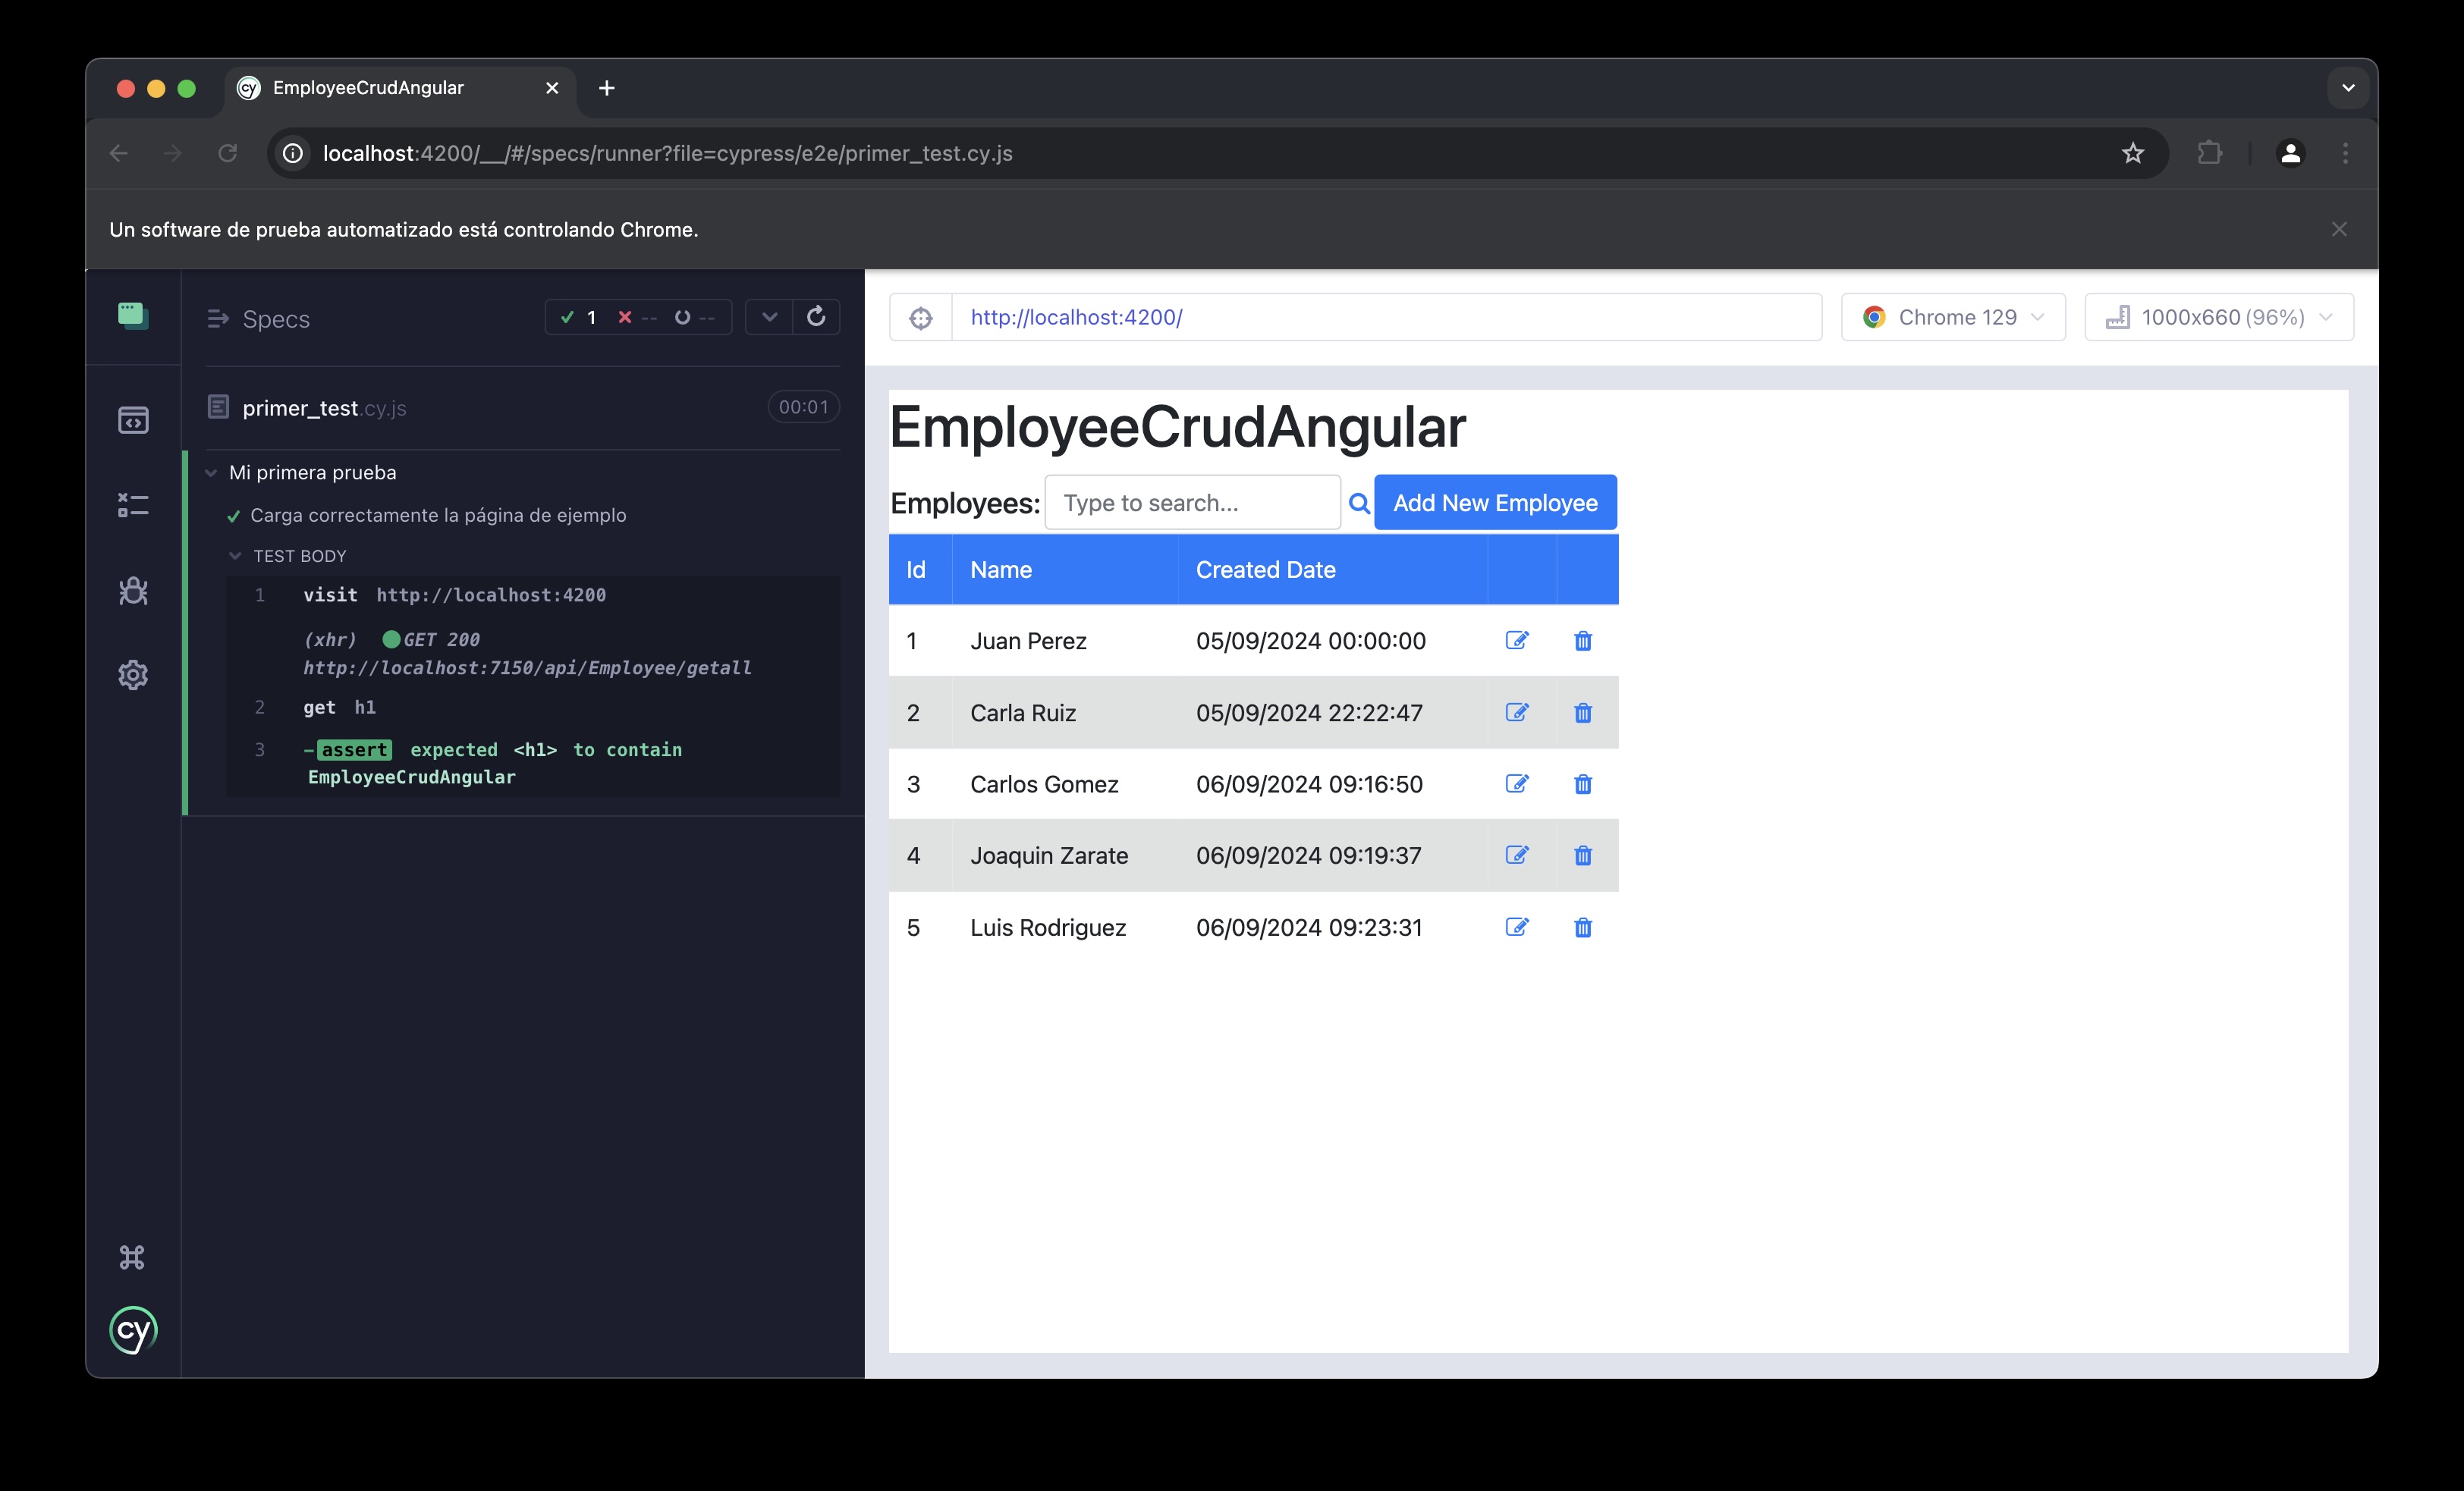 EmployeeCrudAngular
localhost:4200/__/#/specs/runner?file=cypress/e2e/primer_test.cy.js
Un software de prueba automatizado está controlando Chrome.
Specs
1 -- --
primer_test.cy.js
00:01
Mi primera prueba
Carga correctamente la página de ejemplo
TEST BODY
1 visit http://localhost:4200
(xhr) GET 200
http://localhost:7150/api/Employee/getall
2 get h1
3 -assert expected <h1> to contain
EmployeeCrudAngular
cy
http://localhost:4200/
Chrome 129
1000x660 (96%)
EmployeeCrudAngular
Employees: Type to search... Add New Employee
Id Name Created Date
1 Juan Perez 05/09/2024 00:00:00
2 Carla Ruiz 05/09/2024 22:22:47
3 Carlos Gomez 06/09/2024 09:16:50
4 Joaquin Zarate 06/09/2024 09:19:37
5 Luis Rodriguez 06/09/2024 09:23:31